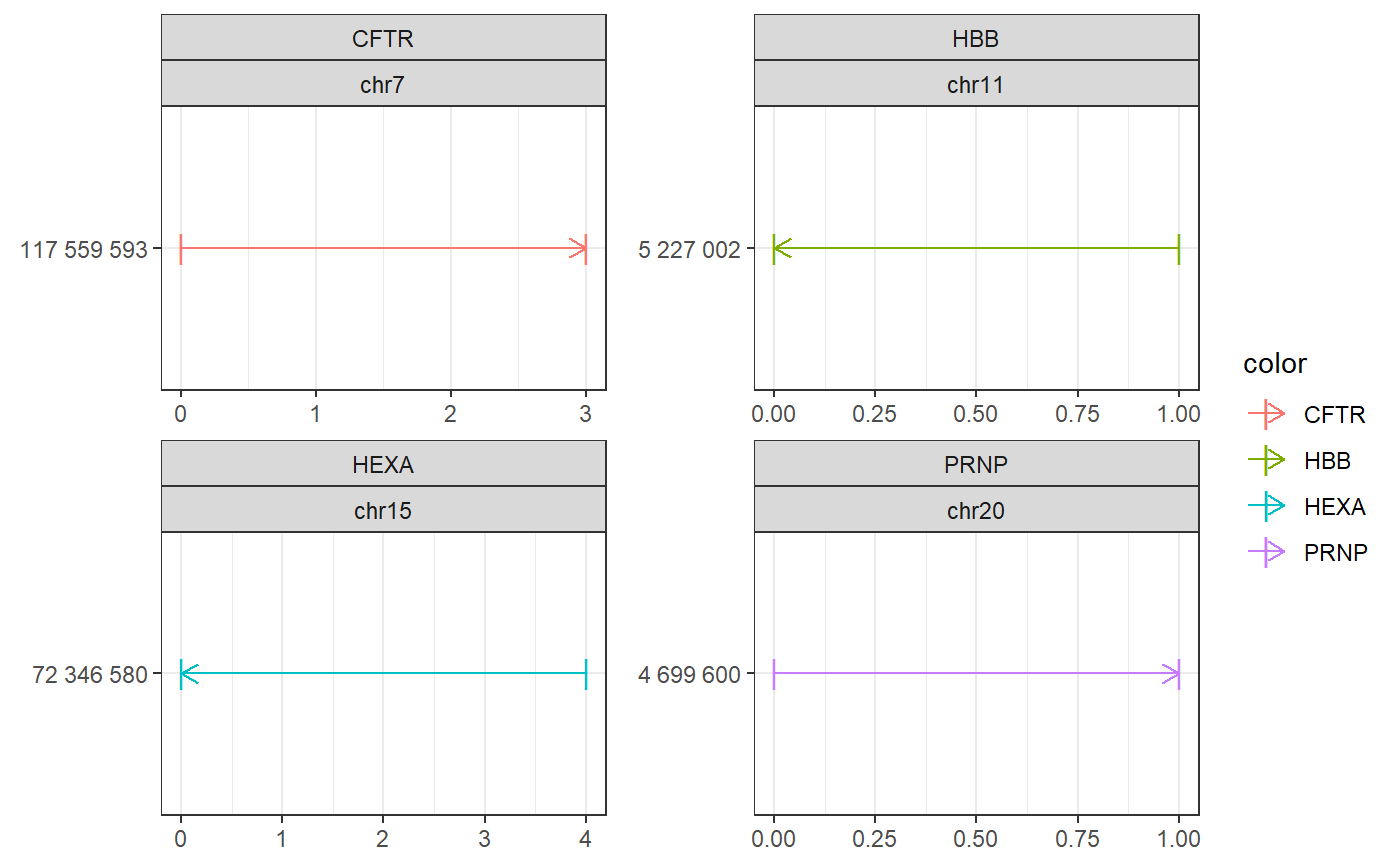 CFTR
chr7
117 559 593
0 1 2 3
HBB
chr11
5 227 002
0.00 0.25 0.50 0.75 1.00
HEXA
chr15
72 346 580
0 1 2 3 4
PRNP
chr20
4 699 600
0.00 0.25 0.50 0.75 1.00
color
CFTR
HBB
HEXA
PRNP